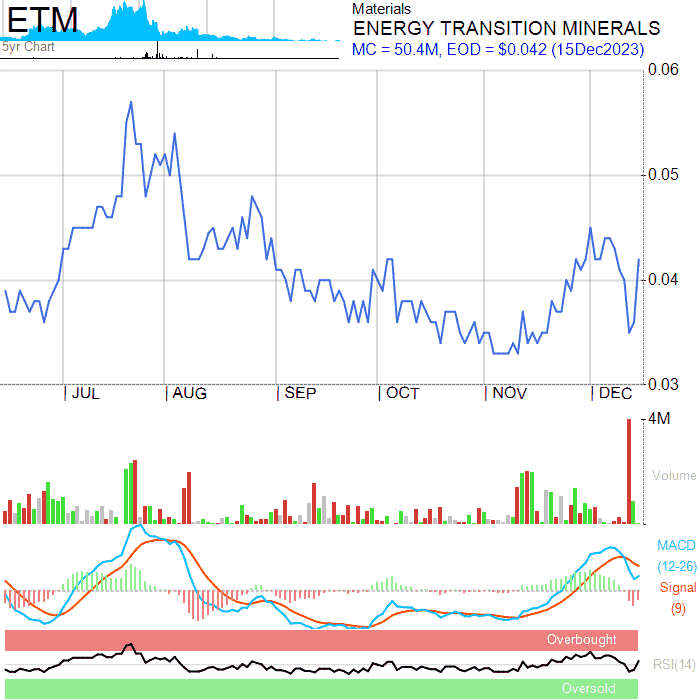 ETM
5yr Chart
Materials
ENERGY TRANSITION MINERALS
MC = 50.4M, EOD = $0.042 (15Dec2023)
0.06
0.05
0.04
0.03
JUL AUG SEP OCT NOV DEC
4M
Volume
MACD
(12-26)
Signal
(9)
Overbought
RSI(14)
Oversold